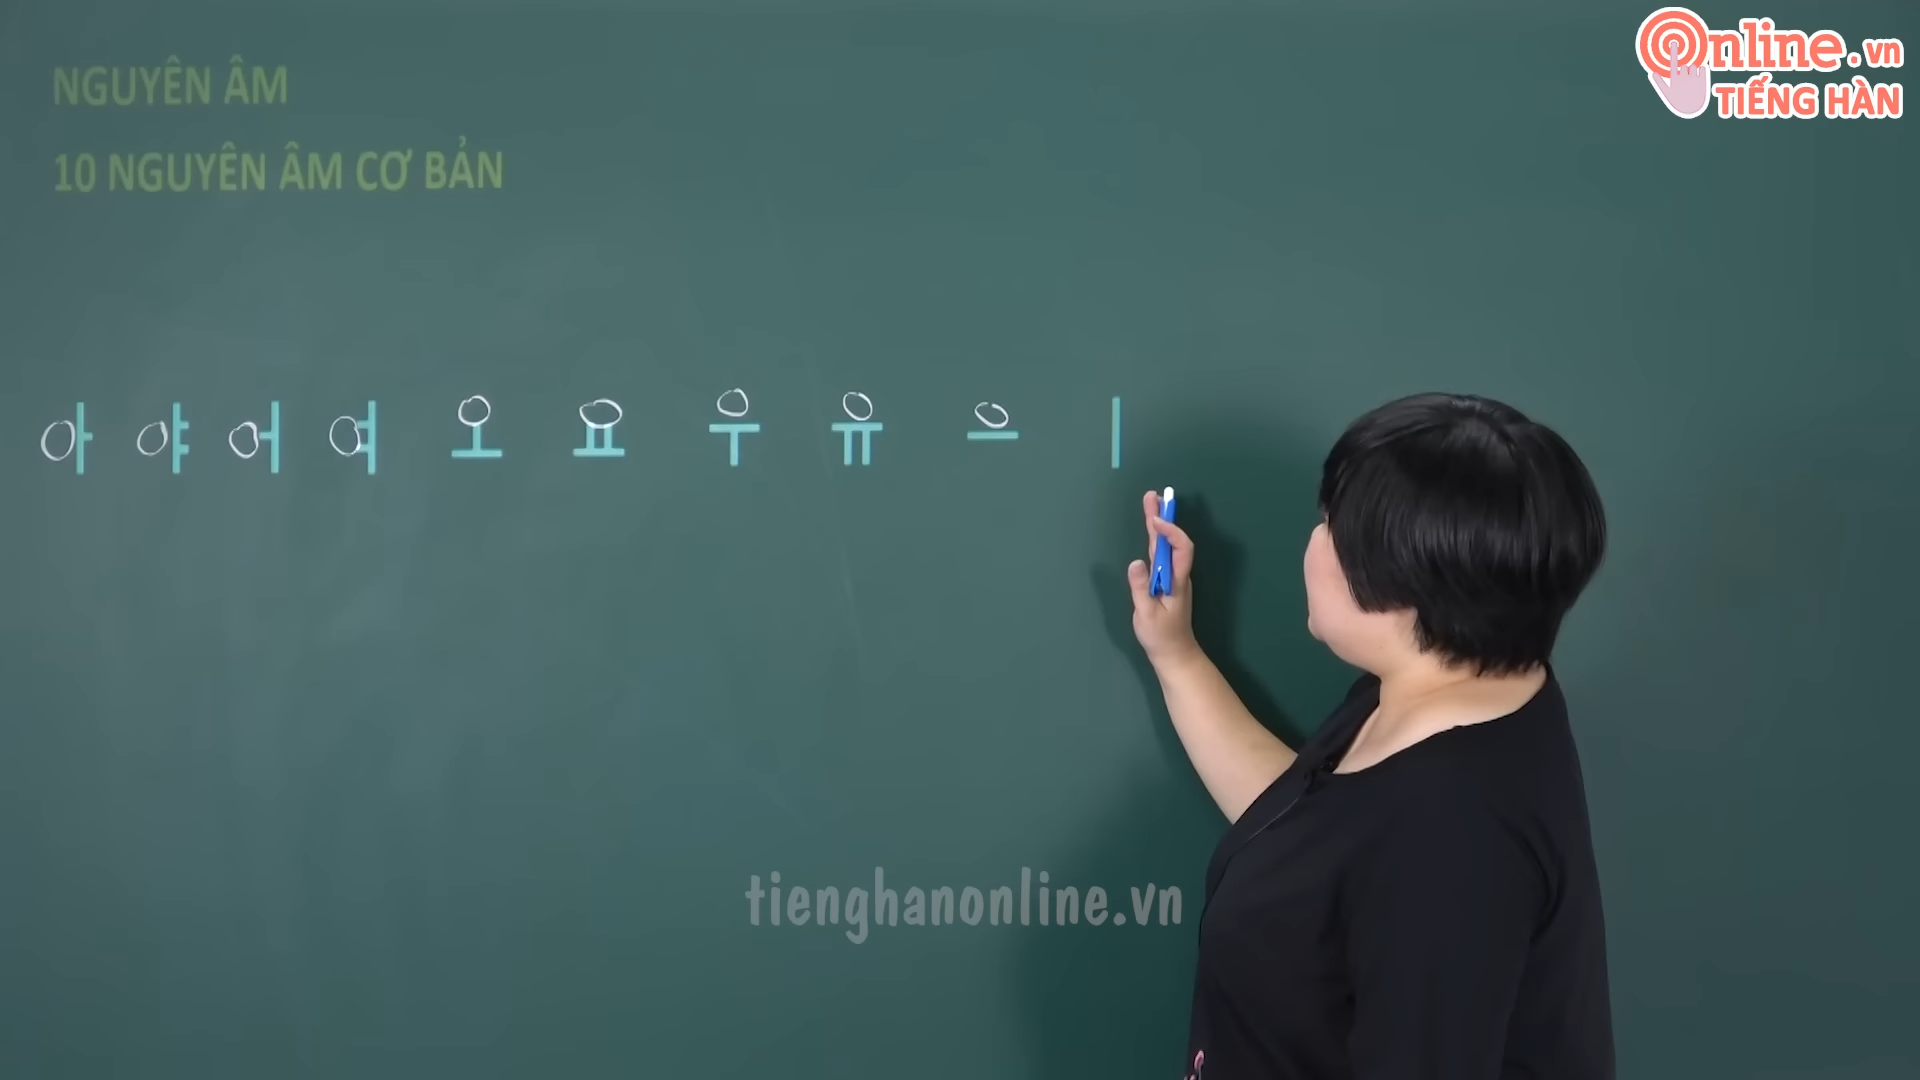 Online.vn
TIẾNG HÀN
NGUYÊN ÂM
10 NGUYÊN ÂM CƠ BẢN
아 야 어 여 오 요 우 유 으 ㅣ
tienghanonline.vn